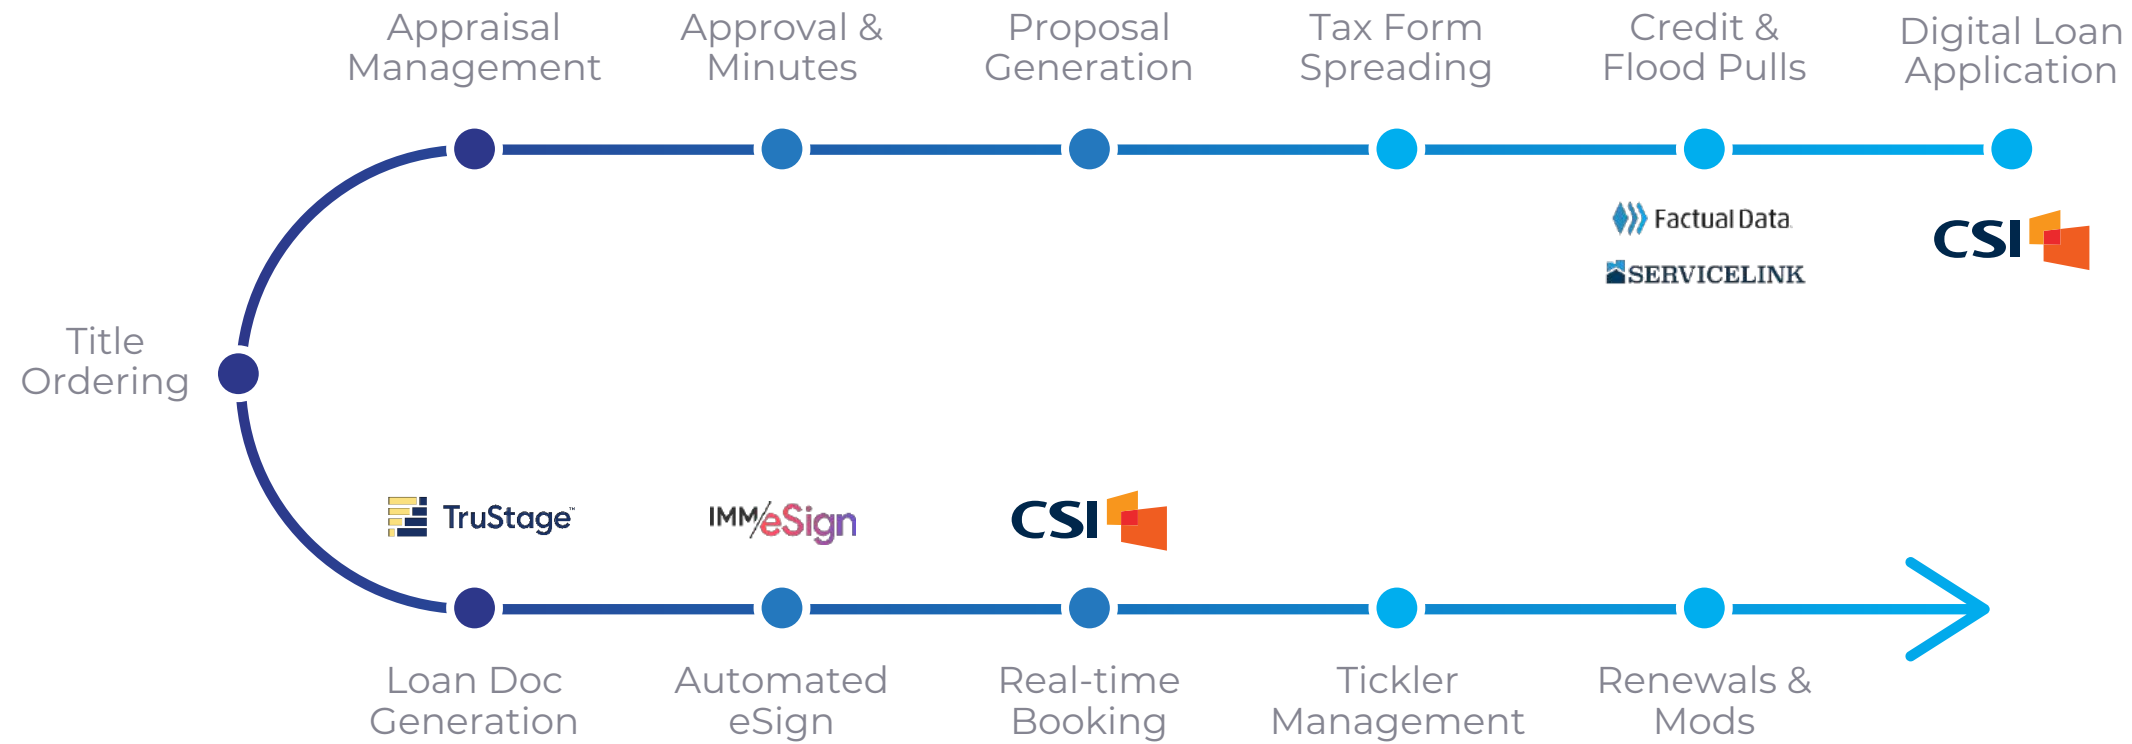 Appraisal
Management
Approval &
Minutes
Proposal
Generation
Tax Form
Spreading
Credit &
Flood Pulls
Digital Loan
Application
Factual Data
SERVICELINK
CSI
Title
Ordering
TruStage™
IMM/eSign
CSI
Loan Doc
Generation
Automated
eSign
Real-time
Booking
Tickler
Management
Renewals &
Mods